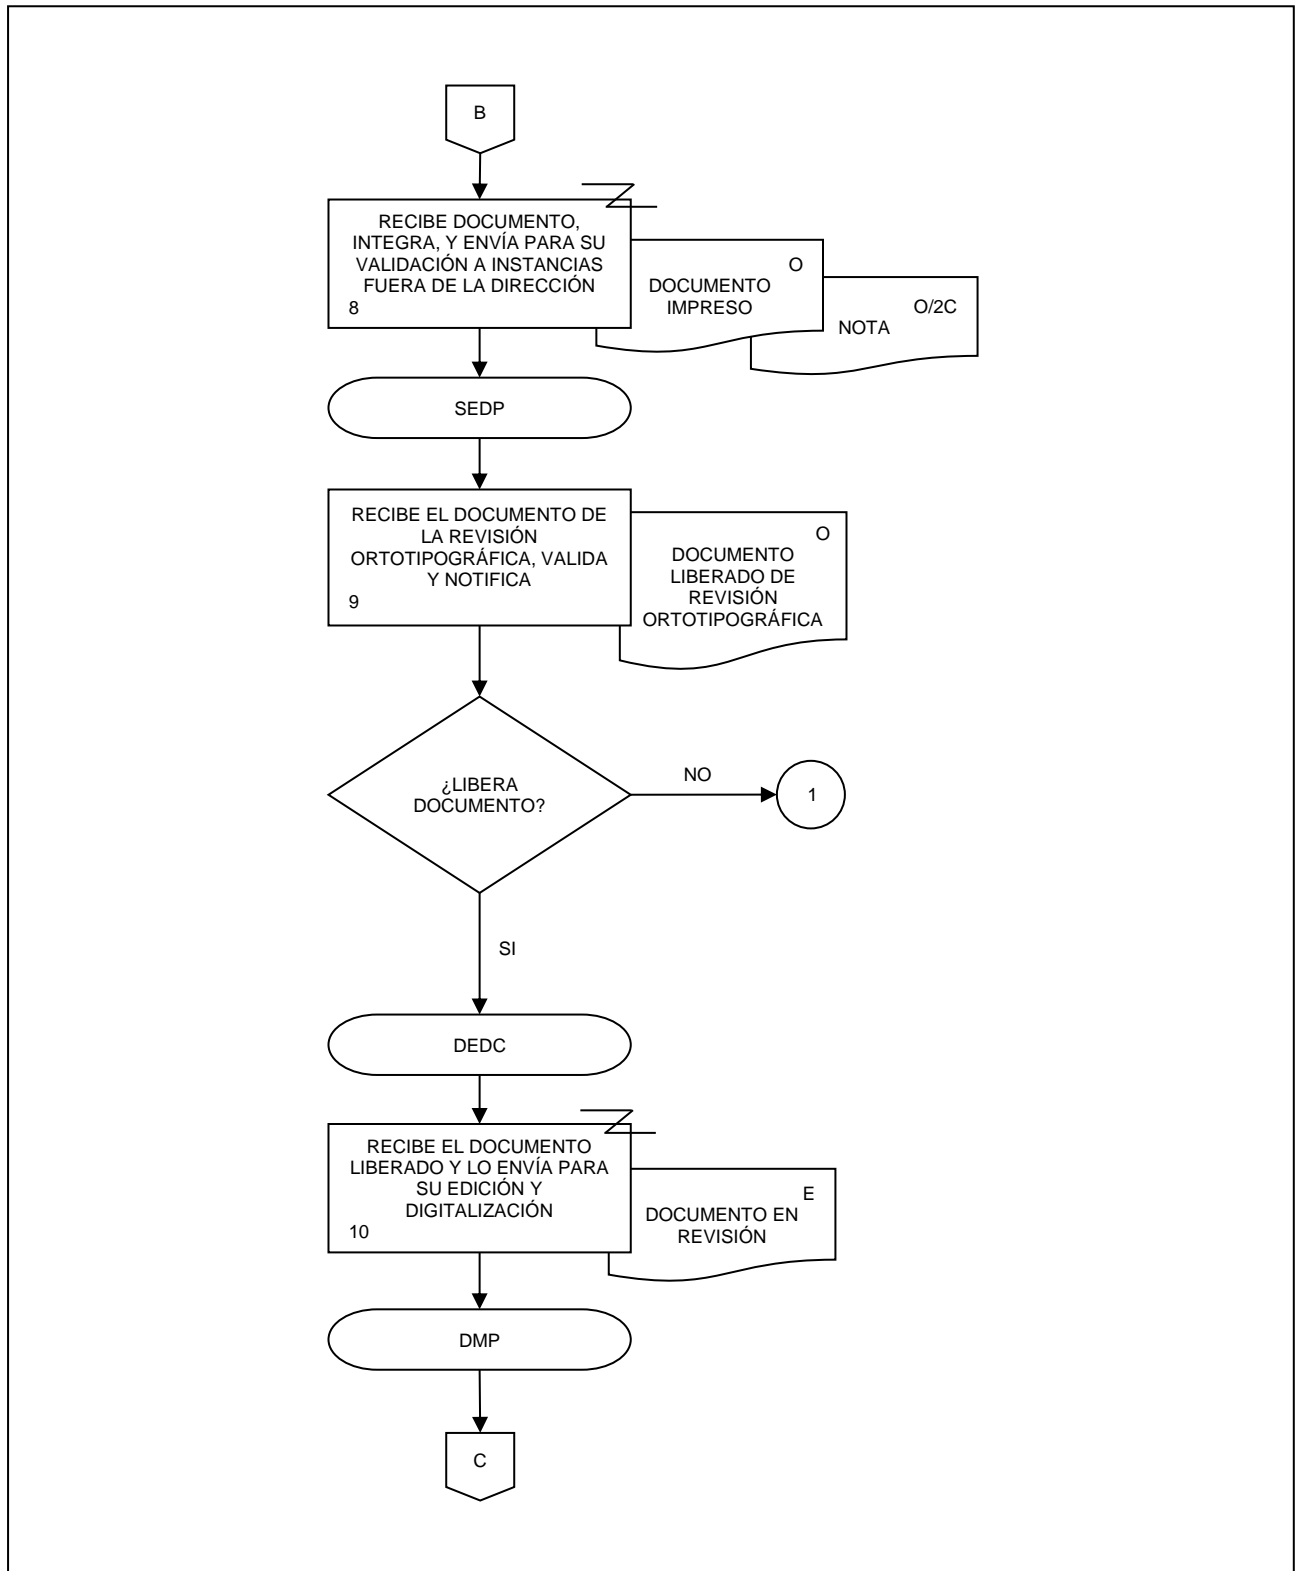 B
RECIBE DOCUMENTO,
INTEGRA, Y ENVÍA PARA SU
VALIDACIÓN A INSTANCIAS
FUERA DE LA DIRECCIÓN
8
O
DOCUMENTO
IMPRESO
O/2C
NOTA
SEDP
RECIBE EL DOCUMENTO DE
LA REVISIÓN
ORTOTIPOGRÁFICA, VALIDA
Y NOTIFICA
9
O
DOCUMENTO
LIBERADO DE
REVISIÓN
ORTOTIPOGRÁFICA
¿LIBERA
DOCUMENTO?
NO
1
SI
DEDC
RECIBE EL DOCUMENTO
LIBERADO Y LO ENVÍA PARA
SU EDICIÓN Y
DIGITALIZACIÓN
10
E
DOCUMENTO EN
REVISIÓN
DMP
C